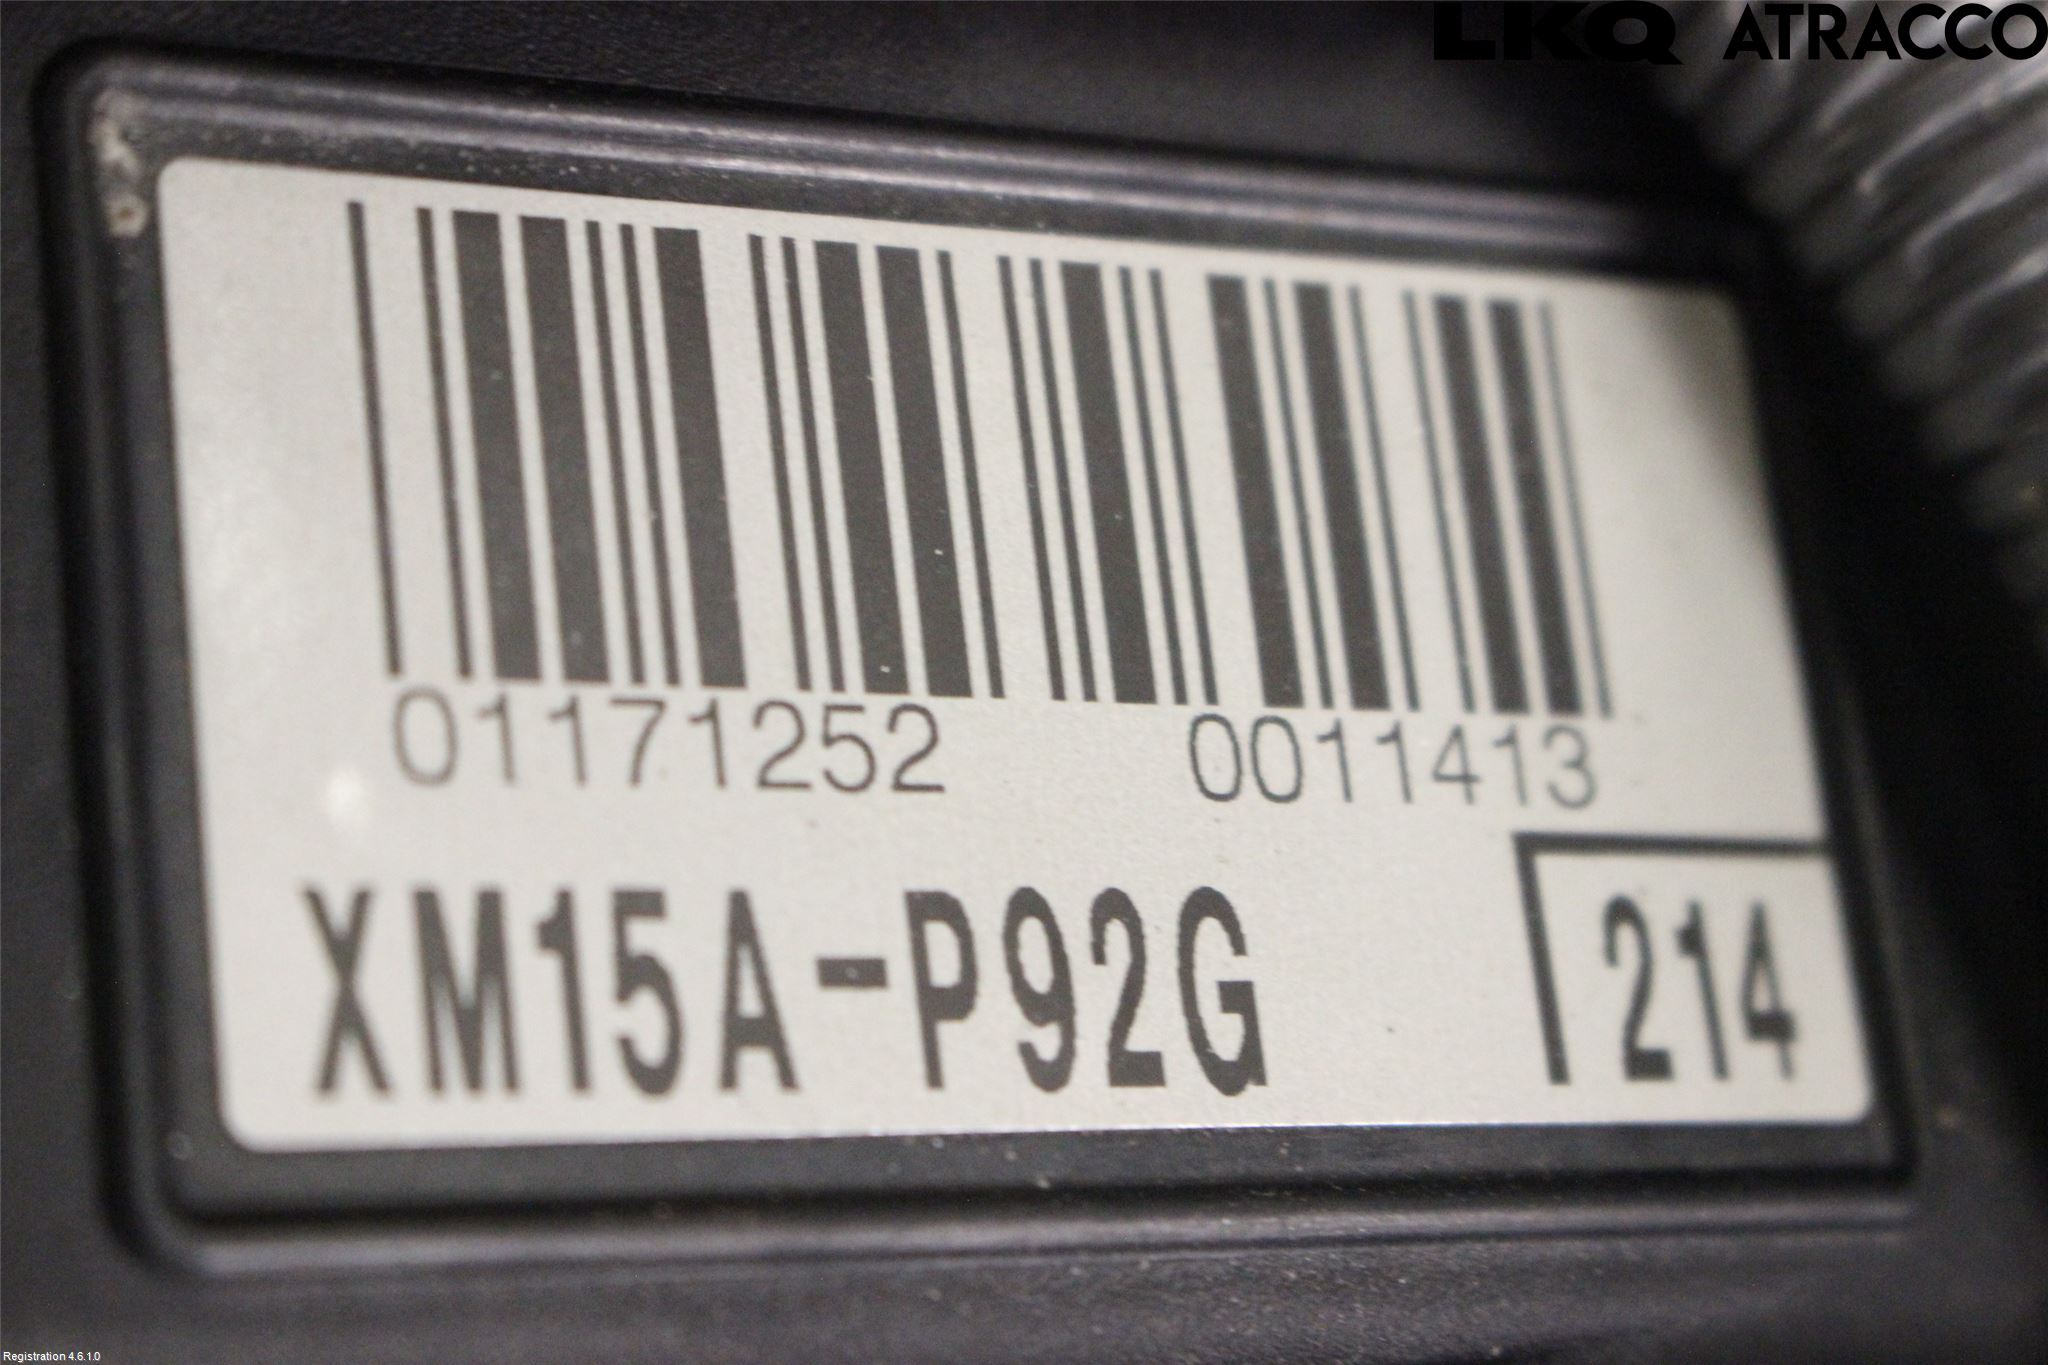 LKQ ATRACCO
01171252 0011413
XM15A-P92G 214
Registration 4.6.1.0